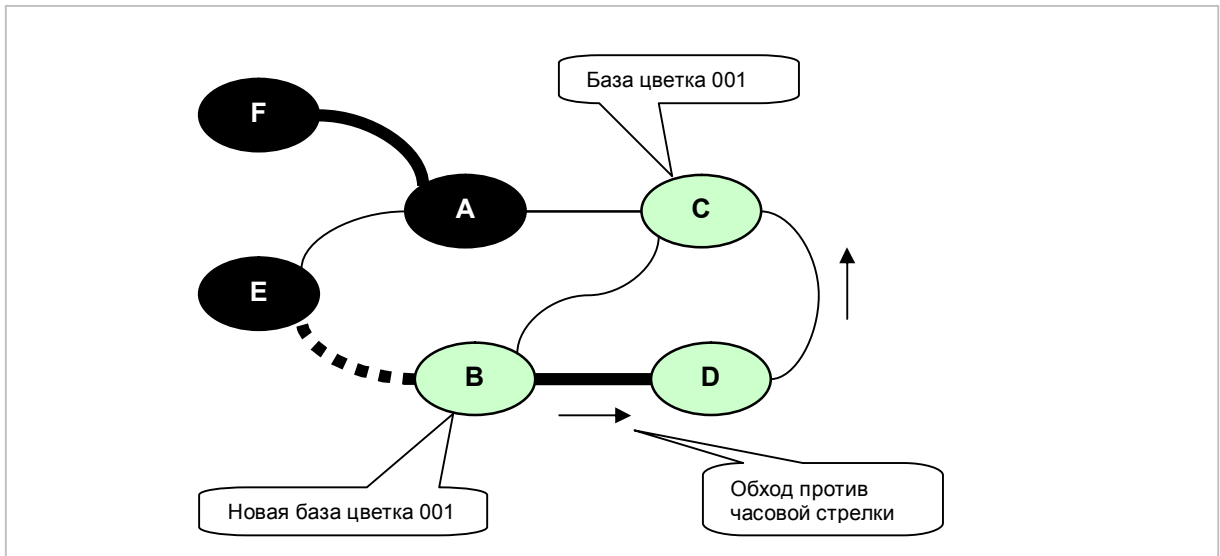 База цветка 001
F
A
C
E
B
D
Новая база цветка 001
Обход против
часовой стрелки